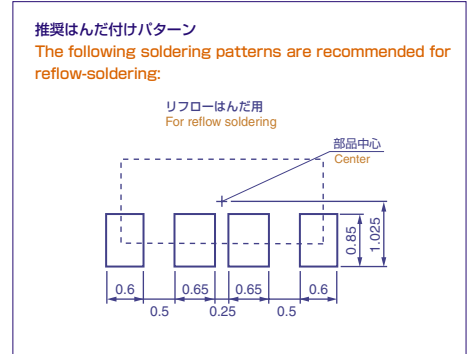 推奨はんだ付けパターン
The following soldering patterns are recommended for
reflow-soldering:
リフローはんだ用
For reflow soldering
部品中心
Center
0.85
1.025
0.6
0.65
0.65
0.6
0.5
0.25
0.5